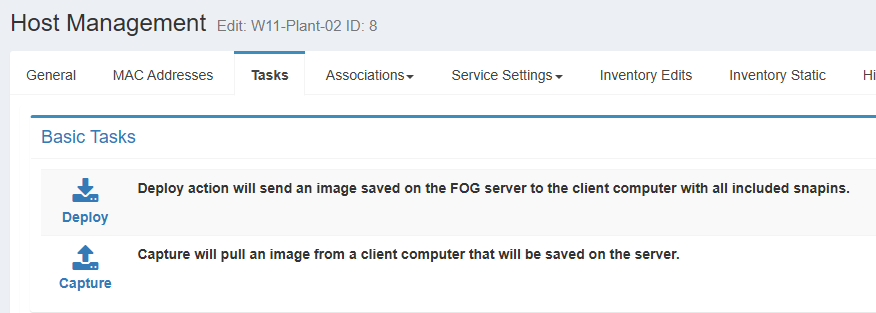 Host Management Edit: W11-Plant-02 ID: 8
General MAC Addresses Tasks Associations Service Settings Inventory Edits Inventory Static Hi
Basic Tasks
Deploy action will send an image saved on the FOG server to the client computer with all included snapins.
Deploy
Capture will pull an image from a client computer that will be saved on the server.
Capture